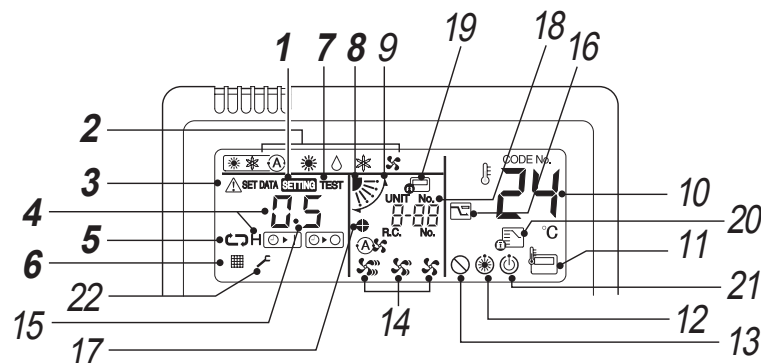 18
19
16
1 7 8 9
2
CODE No.
3 SET DATA SETTING TEST
UNIT No. 24 10
4 0.5
8-88
R.C. No.
°C 20
5 H
11
6
22
21
15 14 12
17 13